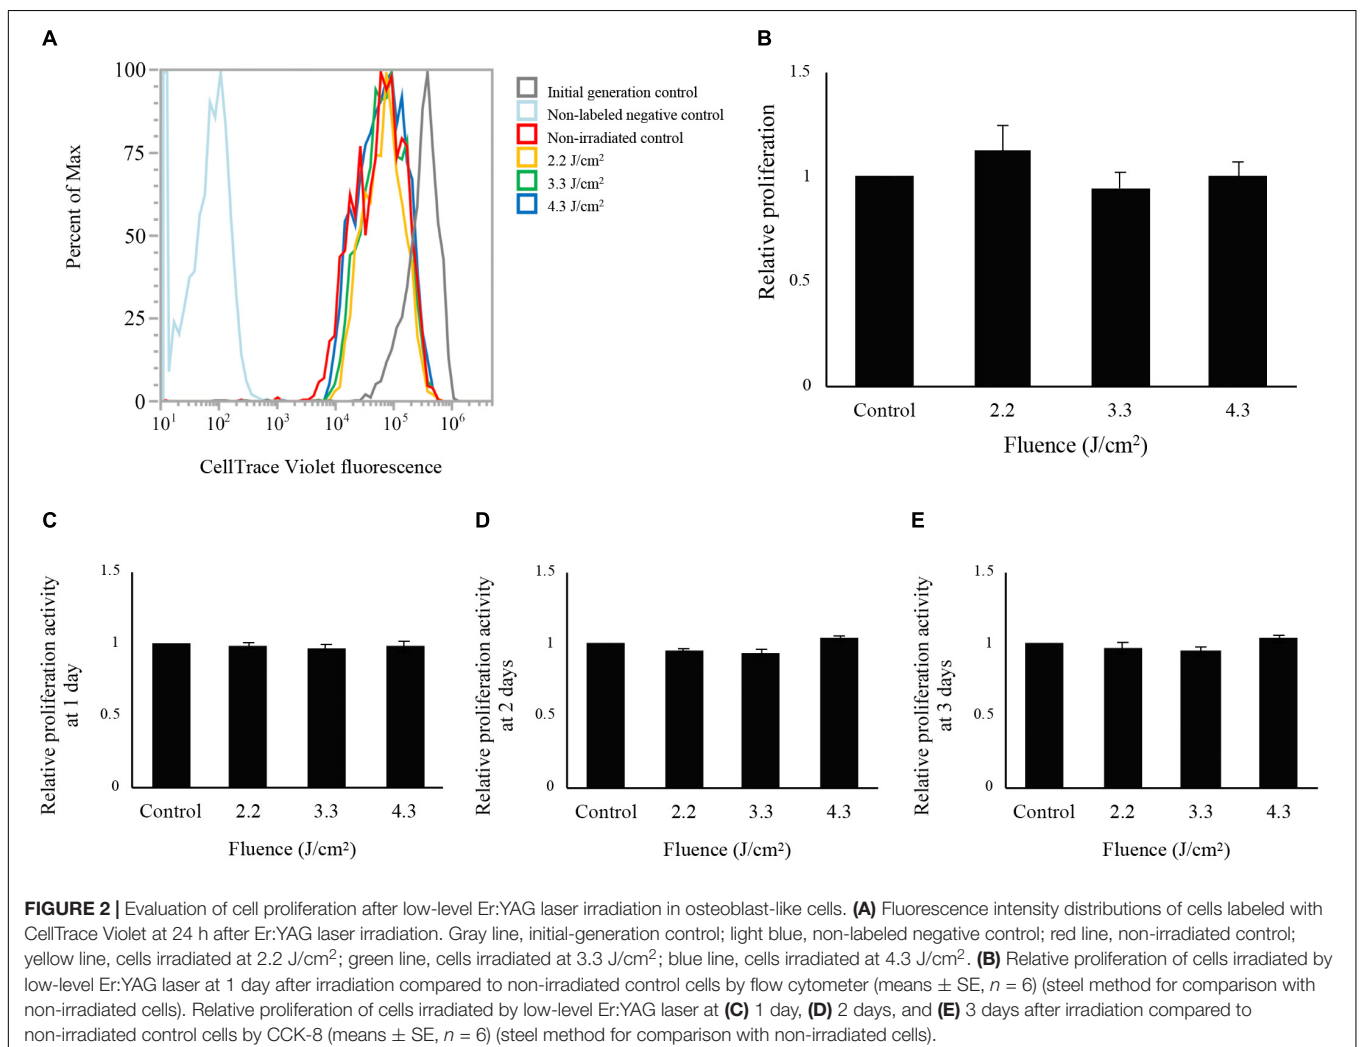 A
100
75
50
25
0
Percent of Max
10¹ 10² 10³ 10⁴ 10⁵ 10⁶
CellTrace Violet fluorescence
Initial generation control
Non-labeled negative control
Non-irradiated control
2.2 J/cm²
3.3 J/cm²
4.3 J/cm²
B
1.5
1
0.5
0
Relative proliferation
Control 2.2 3.3 4.3
Fluence (J/cm²)
C
1.5
1
0.5
0
Relative proliferation activity
at 1 day
Control 2.2 3.3 4.3
Fluence (J/cm²)
D
1.5
1
0.5
0
Relative proliferation activity
at 2 days
Control 2.2 3.3 4.3
Fluence (J/cm²)
E
1.5
1
0.5
0
Relative proliferation activity
at 3 days
Control 2.2 3.3 4.3
Fluence (J/cm²)
FIGURE 2 | Evaluation of cell proliferation after low-level Er:YAG laser irradiation in osteoblast-like cells. (A) Fluorescence intensity distributions of cells labeled with
CellTrace Violet at 24 h after Er:YAG laser irradiation. Gray line, initial-generation control; light blue, non-labeled negative control; red line, non-irradiated control;
yellow line, cells irradiated at 2.2 J/cm²; green line, cells irradiated at 3.3 J/cm²; blue line, cells irradiated at 4.3 J/cm². (B) Relative proliferation of cells irradiated by
low-level Er:YAG laser at 1 day after irradiation compared to non-irradiated control cells by flow cytometer (means ± SE, n = 6) (steel method for comparison with
non-irradiated cells). Relative proliferation of cells irradiated by low-level Er:YAG laser at (C) 1 day, (D) 2 days, and (E) 3 days after irradiation compared to
non-irradiated control cells by CCK-8 (means ± SE, n = 6) (steel method for comparison with non-irradiated cells).